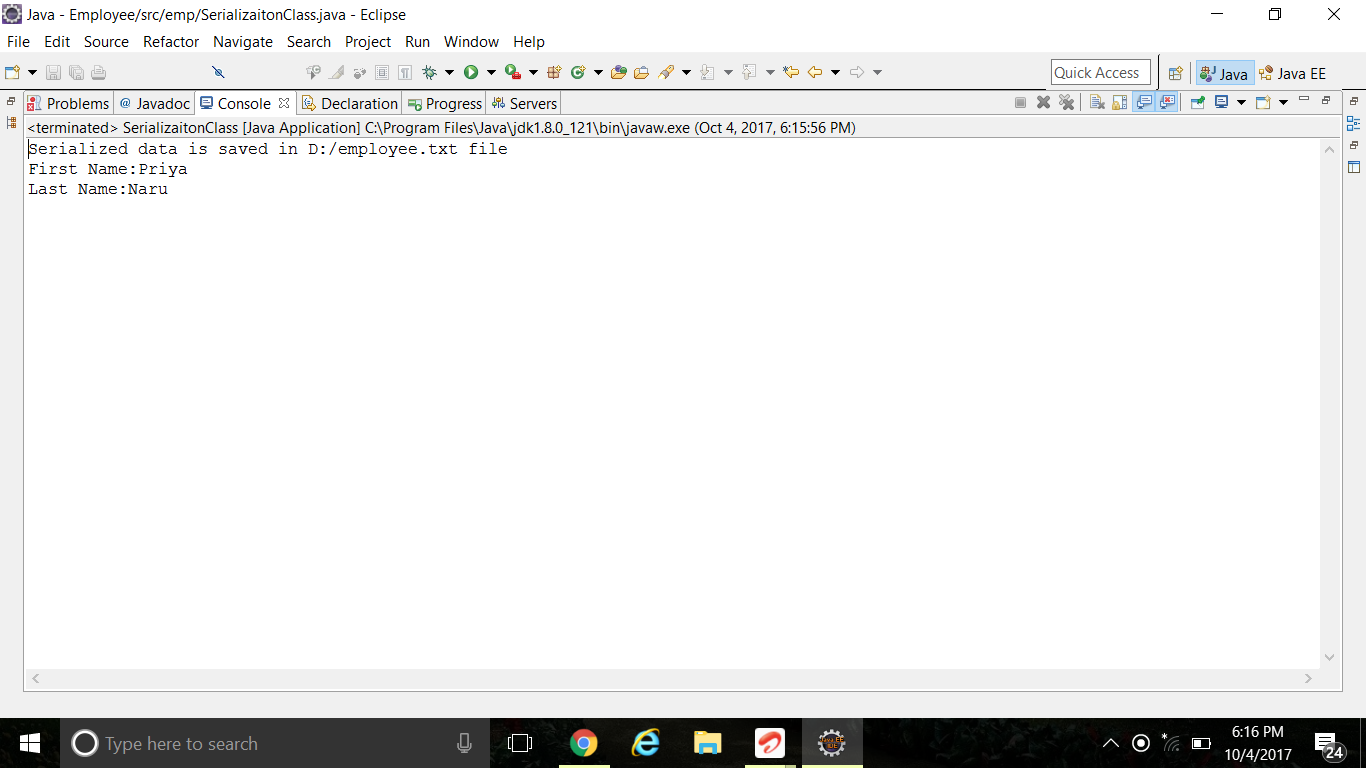 Java - Employee/src/emp/SerializaitonClass.java - Eclipse
File Edit Source Refactor Navigate Search Project Run Window Help
Quick Access Java Java EE
Problems @ Javadoc Console Declaration Progress Servers
<terminated> SerializaitonClass [Java Application] C:\Program Files\Java\jdk1.8.0_121\bin\javaw.exe (Oct 4, 2017, 6:15:56 PM)
Serialized data is saved in D:/employee.txt file
First Name:Priya
Last Name:Naru
Type here to search
6:16 PM
10/4/2017
24